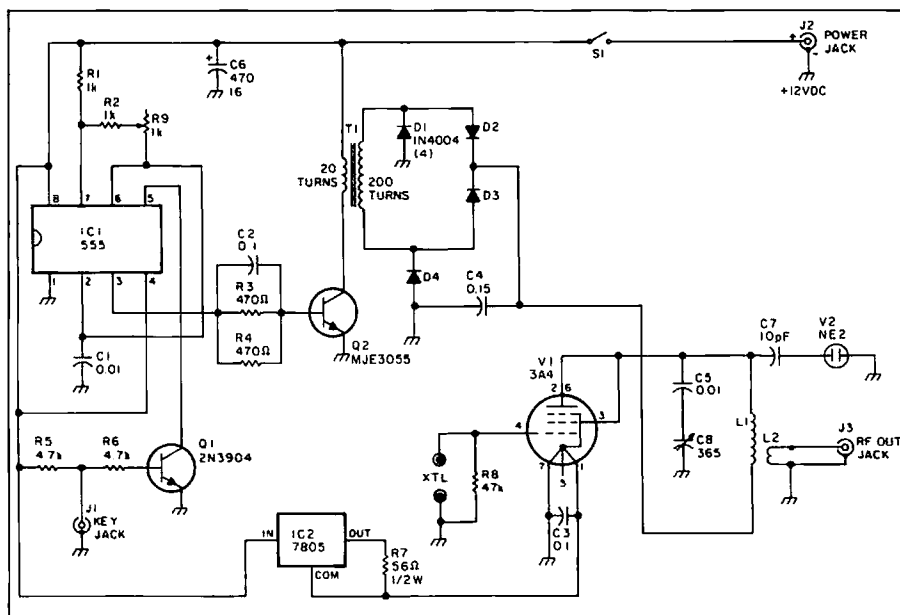 J2
POWER
JACK
+
-
+12VDC
S1
C6
470
16
+
R1
1k
R2
1k
R9
1k
T1
20
TURNS
200
TURNS
D1
1N4004
(4)
D2
D3
D4
8
7
6
5
IC1
555
1
2
3
4
C2
0.1
R3
470Ω
R4
470Ω
Q2
MJE3055
C4
0.15
C1
0.01
C7
10pF
V2
NE2
V1
3A4
2
6
3
4
7
5
1
C5
0.01
C8
365
L1
L2
J3
RF OUT
JACK
R5
4.7k
R6
4.7k
Q1
2N3904
J1
KEY
JACK
XTL
R8
47k
C3
0.1
IN
IC2
7805
OUT
COM
R7
56Ω
1/2W